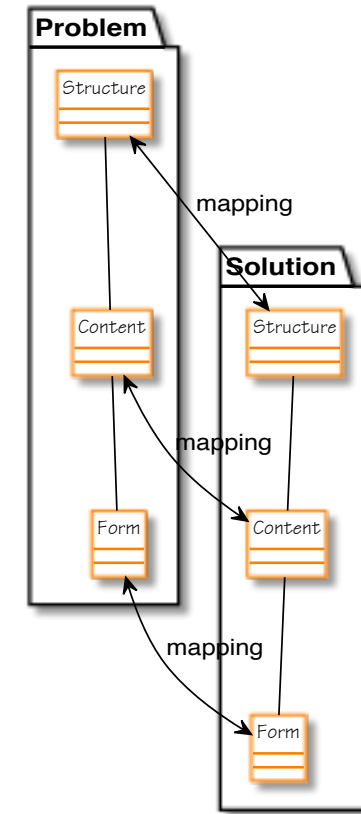 Problem
Structure
mapping
Solution
Content
Structure
mapping
Form
Content
mapping
Form